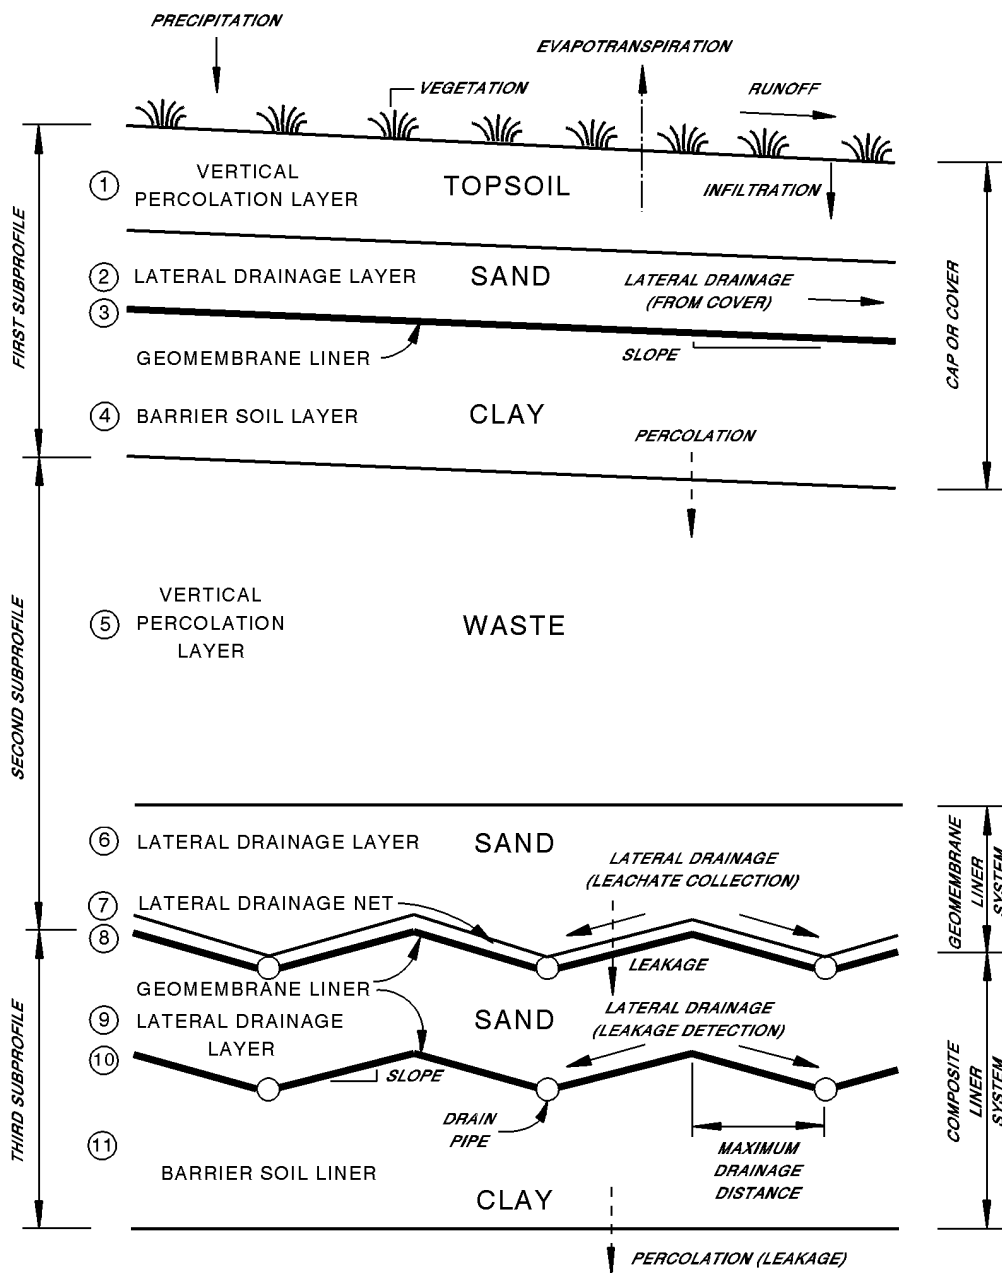 PRECIPITATION
EVAPOTRANSPIRATION
VEGETATION
RUNOFF
1
VERTICAL
PERCOLATION LAYER
TOPSOIL
INFILTRATION
2
LATERAL DRAINAGE LAYER
SAND
LATERAL DRAINAGE
(FROM COVER)
3
GEOMEMBRANE LINER
SLOPE
4
BARRIER SOIL LAYER
CLAY
PERCOLATION
FIRST SUBPROFILE
CAP OR COVER
5
VERTICAL
PERCOLATION
LAYER
WASTE
SECOND SUBPROFILE
6
LATERAL DRAINAGE LAYER
SAND
LATERAL DRAINAGE
(LEACHATE COLLECTION)
7
LATERAL DRAINAGE NET
8
LEAKAGE
GEOMEMBRANE LINER
GEOMEMBRANE
LINER
SYSTEM
9
LATERAL DRAINAGE
LAYER
SAND
LATERAL DRAINAGE
(LEAKAGE DETECTION)
10
SLOPE
DRAIN
PIPE
MAXIMUM
DRAINAGE
DISTANCE
11
BARRIER SOIL LINER
CLAY
THIRD SUBPROFILE
COMPOSITE
LINER
SYSTEM
PERCOLATION (LEAKAGE)